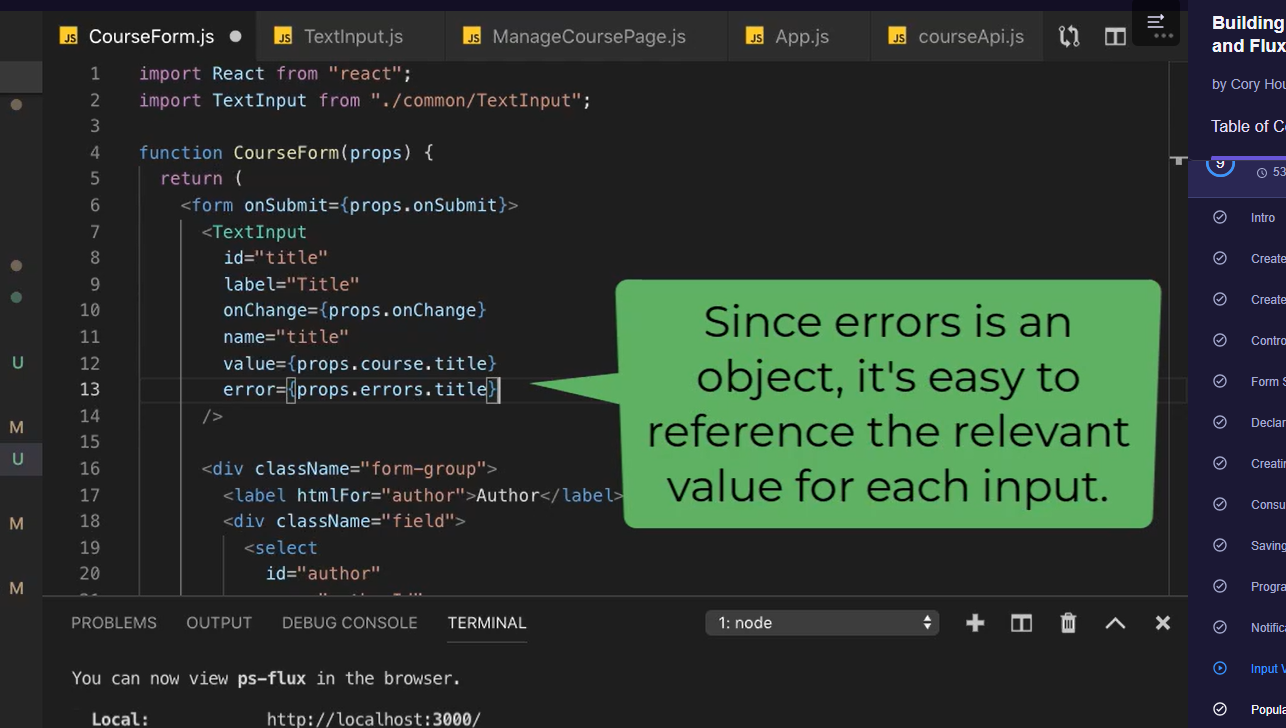 JS CourseForm.js JS TextInput.js JS ManageCoursePage.js JS App.js JS courseApi.js
1 import React from "react";
2 import TextInput from "./common/TextInput";
3
4 function CourseForm(props) {
5 return (
6 <form onSubmit={props.onSubmit}>
7 <TextInput
8 id="title"
9 label="Title"
10 onChange={props.onChange}
11 name="title"
12 value={props.course.title}
13 error={props.errors.title}
14 />
15
16 <div className="form-group">
17 <label htmlFor="author">Author</label>
18 <div className="field">
19 <select
20 id="author"
U
M
U
M
M
Since errors is an
object, it's easy to
reference the relevant
value for each input.
PROBLEMS OUTPUT DEBUG CONSOLE TERMINAL 1: node
You can now view ps-flux in the browser.
Local: http://localhost:3000/
Building
and Flux
by Cory Hou
Table of Co
9
53
Intro
Create
Create
Contro
Form S
Declar
Creatin
Consu
Saving
Progra
Notifica
Input V
Popula